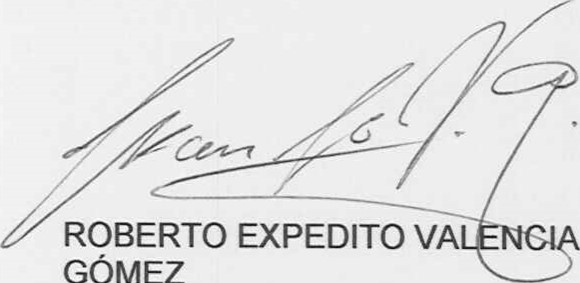 ROBERTO EXPEDITO VALENCIA
GÓMEZ